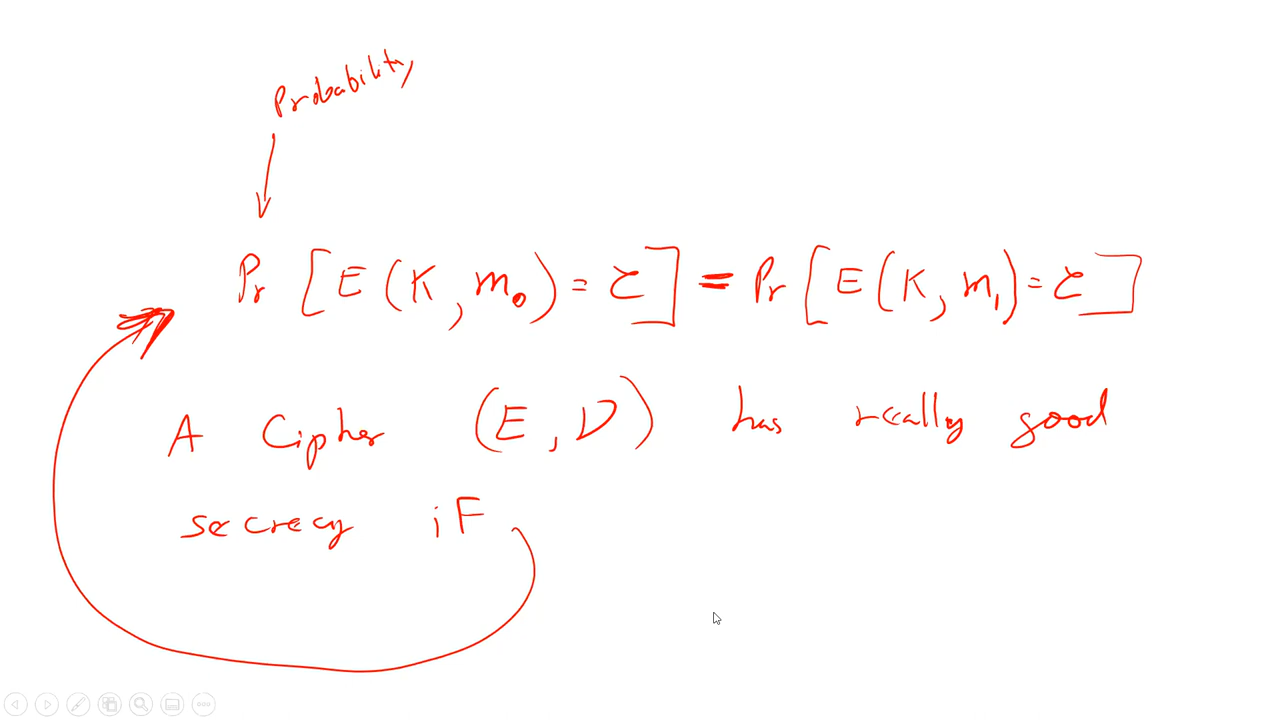 Probability
Pr [E(K, m₀) = c] = Pr [E(K, m₁) = c]
A Cipher (E, D) has really good
secrecy iF